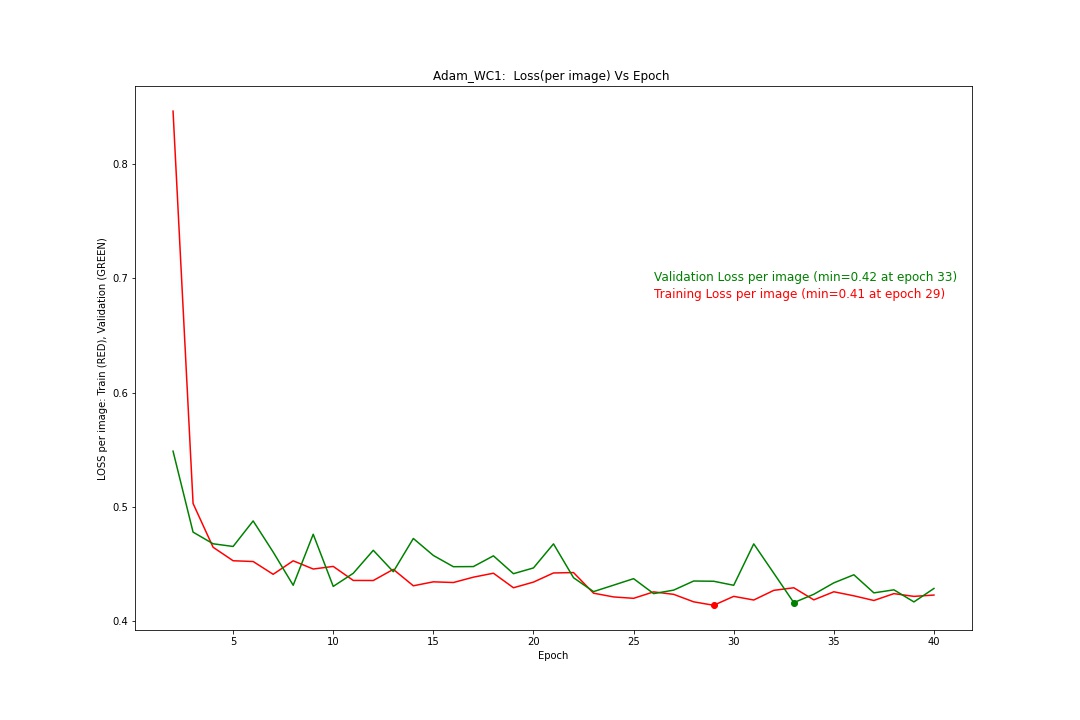 Adam_WC1:  Loss(per image) Vs Epoch
LOSS per image: Train (RED), Validation (GREEN)
0.8
0.7
0.6
0.5
0.4
Validation Loss per image (min=0.42 at epoch 33)
Training Loss per image (min=0.41 at epoch 29)
5 10 15 20 25 30 35 40
Epoch